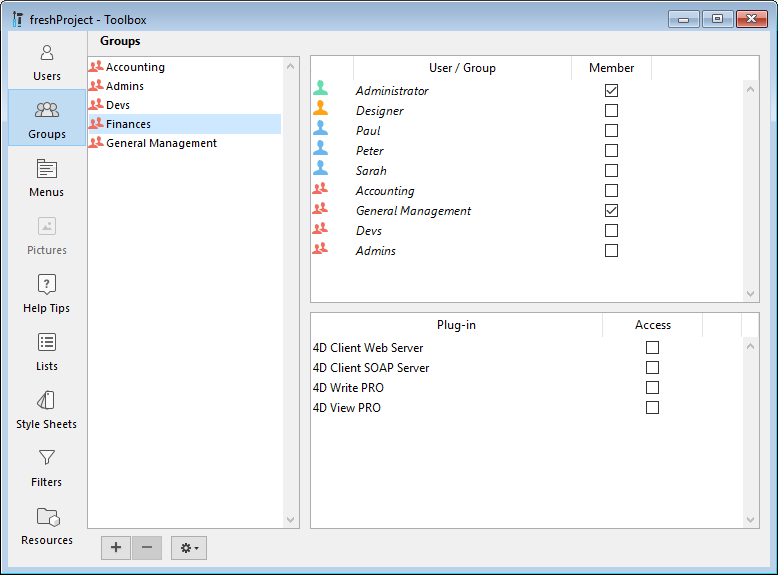 freshProject - Toolbox
Users
Groups
Menus
Pictures
Help Tips
Lists
Style Sheets
Filters
Resources
Groups
Accounting
Admins
Devs
Finances
General Management
User / Group Member
Administrator
Designer
Paul
Peter
Sarah
Accounting
General Management
Devs
Admins
Plug-in Access
4D Client Web Server
4D Client SOAP Server
4D Write PRO
4D View PRO